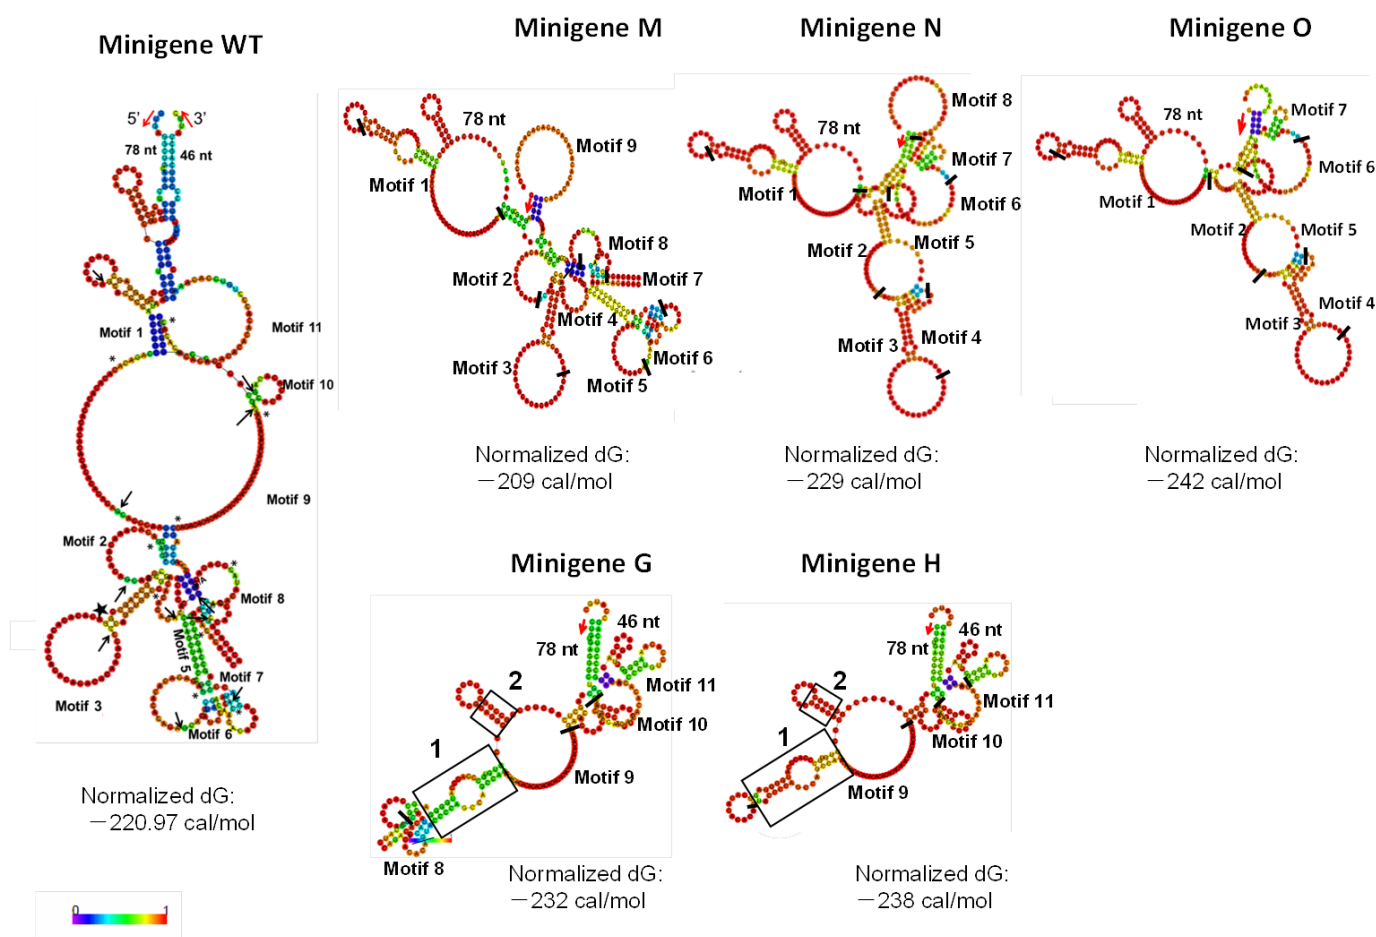 Minigene WT
5'
3'
78 nt
46 nt
Motif 1
Motif 11
Motif 10
Motif 9
Motif 2
Motif 8
Motif 5
Motif 7
Motif 3
Motif 6
Normalized dG:
—220.97 cal/mol
0
1
Minigene M
78 nt
Motif 9
Motif 1
Motif 8
Motif 2
Motif 7
Motif 4
Motif 3
Motif 6
Motif 5
Normalized dG:
—209 cal/mol
Minigene N
Motif 8
78 nt
Motif 7
Motif 1
Motif 6
Motif 2
Motif 5
Motif 3
Motif 4
Normalized dG:
—229 cal/mol
Minigene O
78 nt
Motif 7
Motif 6
Motif 1
Motif 2
Motif 5
Motif 4
Motif 3
Normalized dG:
—242 cal/mol
Minigene G
46 nt
78 nt
2
Motif 11
Motif 10
1
Motif 9
Motif 8
Normalized dG:
—232 cal/mol
Minigene H
46 nt
78 nt
2
Motif 11
1
Motif 10
Motif 9
Normalized dG:
—238 cal/mol